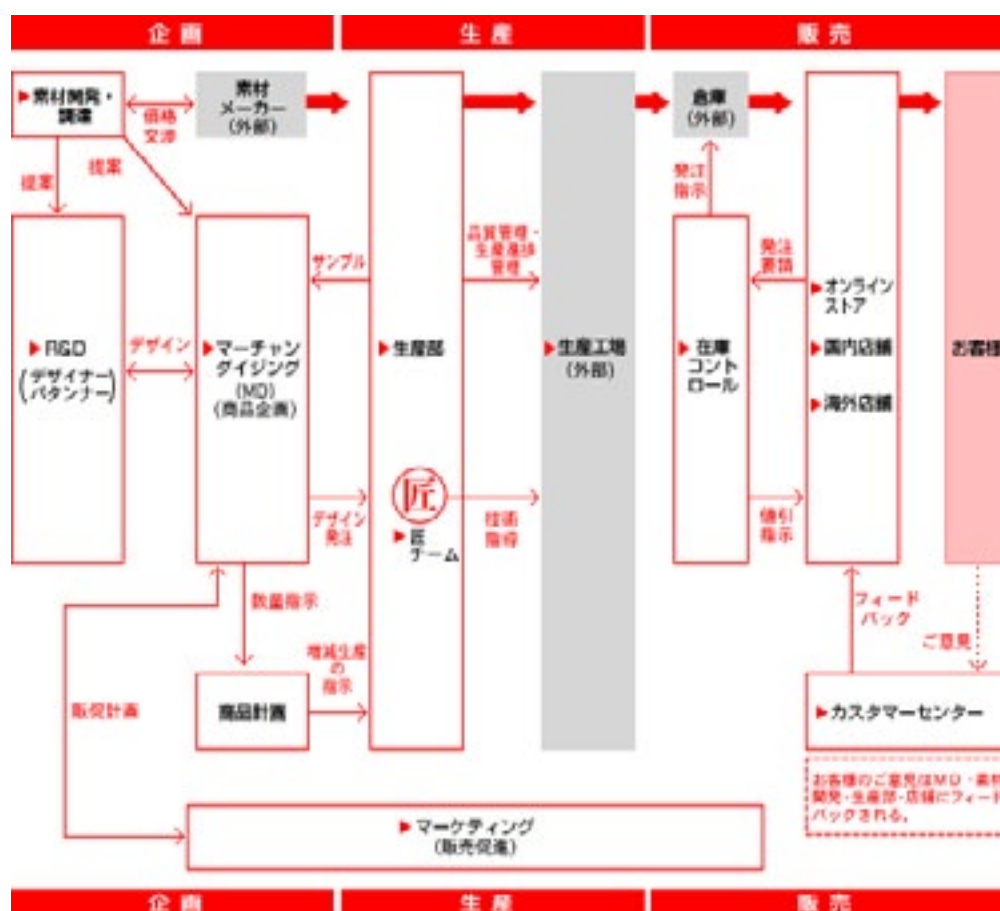 企画
生産
販売
素材開発・
調達
価格
交渉
素材
メーカー
(外部)
倉庫
(外部)
提案
提案
発注
指示
サンプル
品質管理・
生産進捗
管理
発注
要請
R&D
(デザイナー
パタンナー)
デザイン
マーチャン
ダイジング
(MD)
(商品企画)
生産部
生産工場
(外部)
在庫
コント
ロール
オンライン
ストア
国内店舗
海外店舗
お客様
デザイン
発注
匠
匠
チーム
技術
指導
値引
指示
数量指示
フィード
バック
ご意見
販促計画
商品計画
増減生産
の
指示
カスタマーセンター
お客様のご意見はMD・素材
開発・生産部・店舗にフィード
バックされる。
マーケティング
(販売促進)
企画
生産
販売